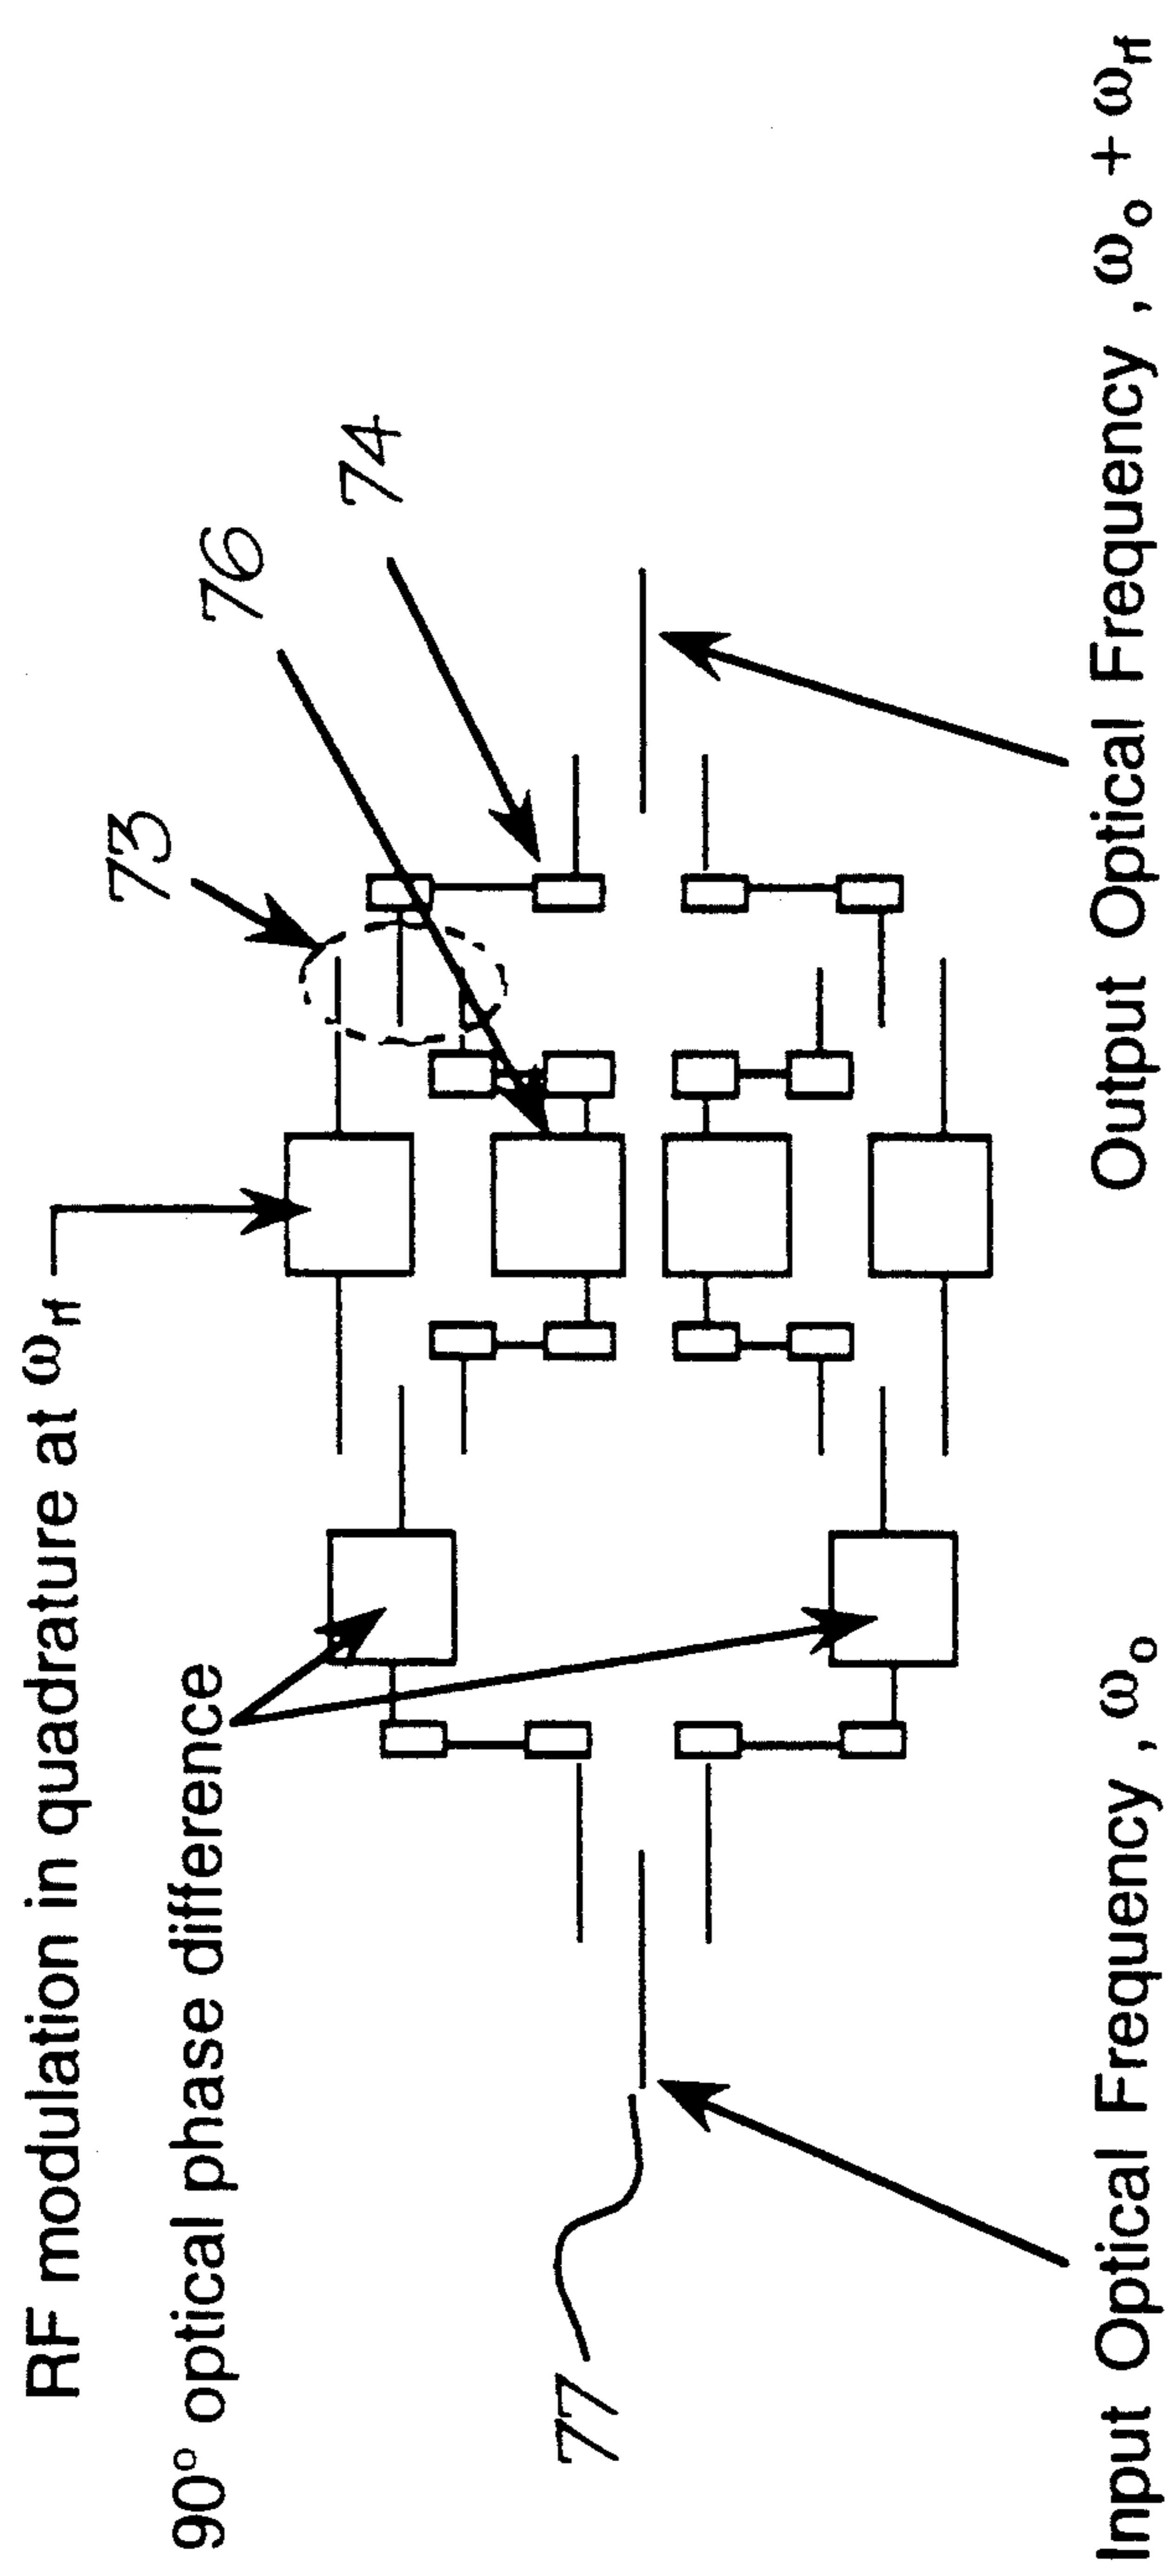 RF modulation in quadrature at ωrf
90° optical phase difference
73
76
74
77
Input Optical Frequency , ωo
Output Optical Frequency , ωo + ωrf